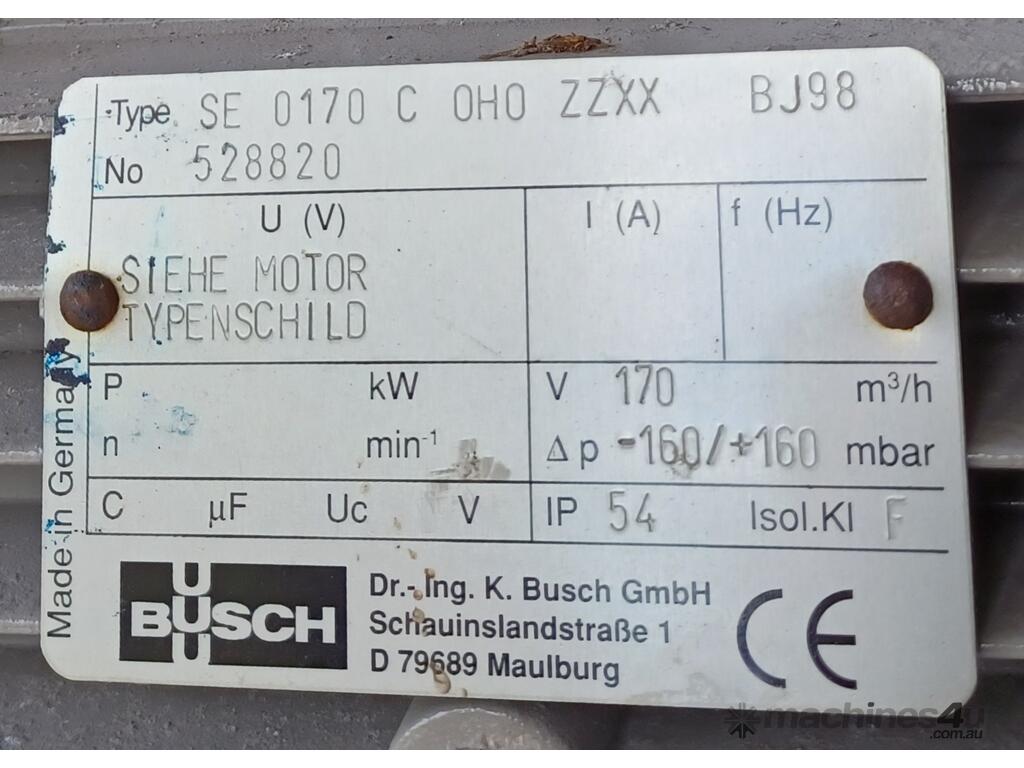 Type SE 0170 C 0H0 ZZXX BJ98
No 528820
U (V) I (A) f (Hz)
SIEHE MOTOR
TYPENSCHILD
P kW V 170 m³/h
n min⁻¹ Δ p -160/+160 mbar
C µF Uc V IP 54 Isol.Kl F
Made in Germany
BUSCH
Dr.-Ing. K. Busch GmbH
Schauinslandstraße 1
D 79689 Maulburg
CE
machines4u
.com.au